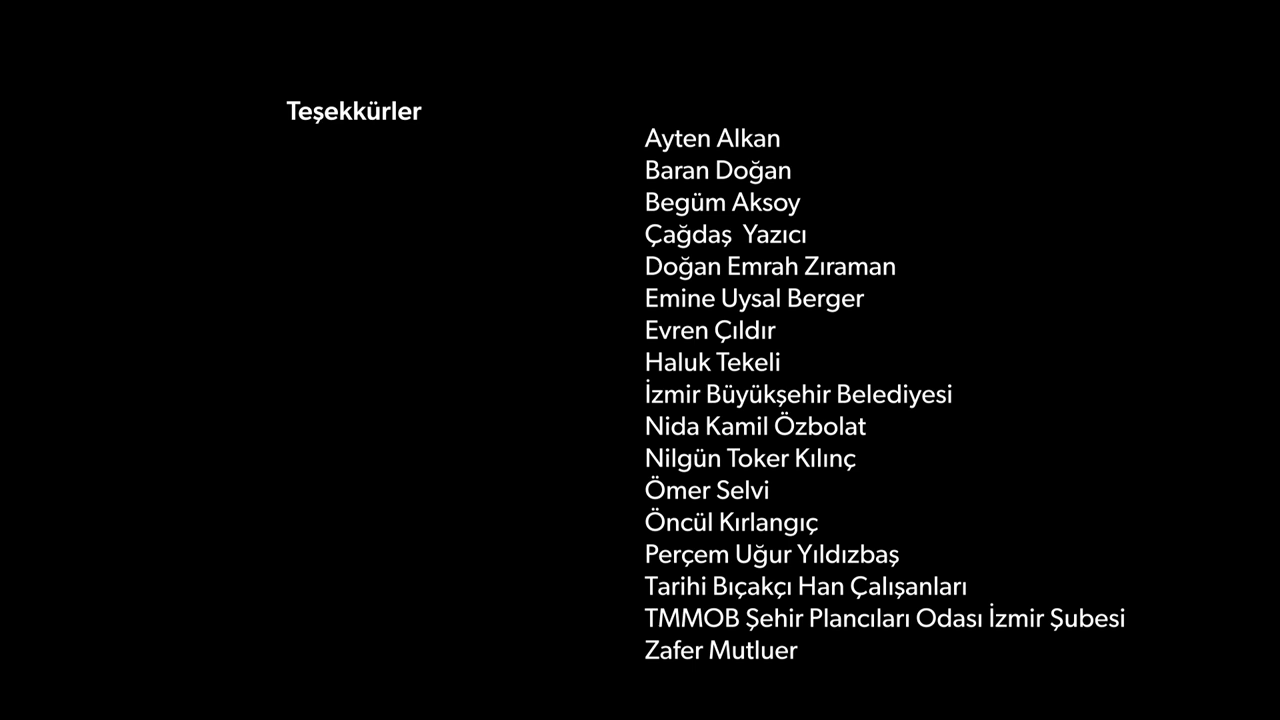 Teşekkürler
Ayten Alkan
Baran Doğan
Begüm Aksoy
Çağdaş  Yazıcı
Doğan Emrah Zıraman
Emine Uysal Berger
Evren Çıldır
Haluk Tekeli
İzmir Büyükşehir Belediyesi
Nida Kamil Özbolat
Nilgün Toker Kılınç
Ömer Selvi
Öncül Kırlangıç
Perçem Uğur Yıldızbaş
Tarihi Bıçakçı Han Çalışanları
TMMOB Şehir Plancıları Odası İzmir Şubesi
Zafer Mutluer